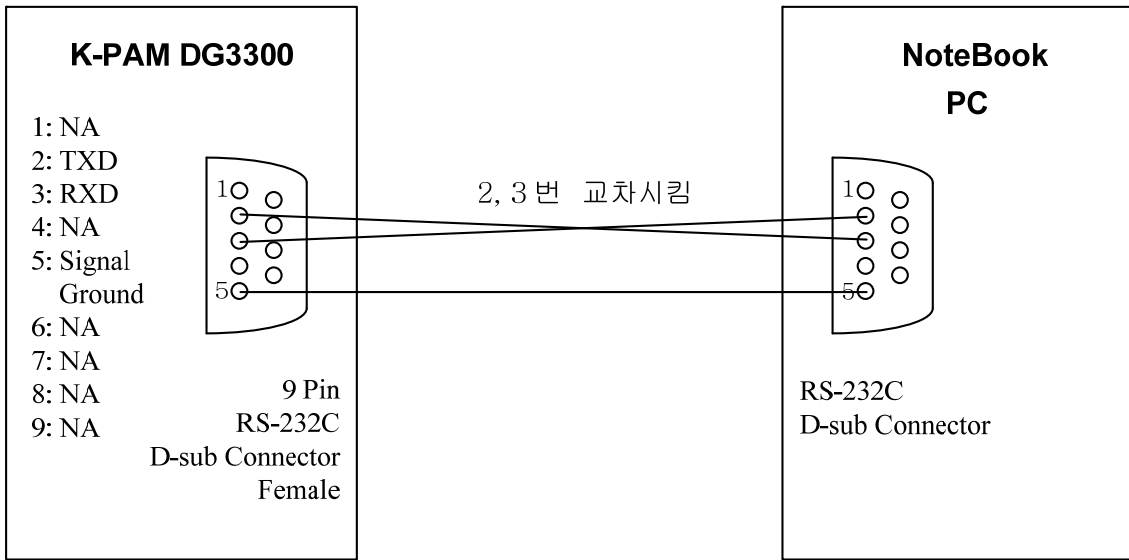 K-PAM DG3300
1: NA
2: TXD
3: RXD
4: NA
5: Signal
Ground
6: NA
7: NA
8: NA
9: NA
1
5
9 Pin
RS-232C
D-sub Connector
Female
2, 3번 교차시킴
NoteBook
PC
1
5
RS-232C
D-sub Connector